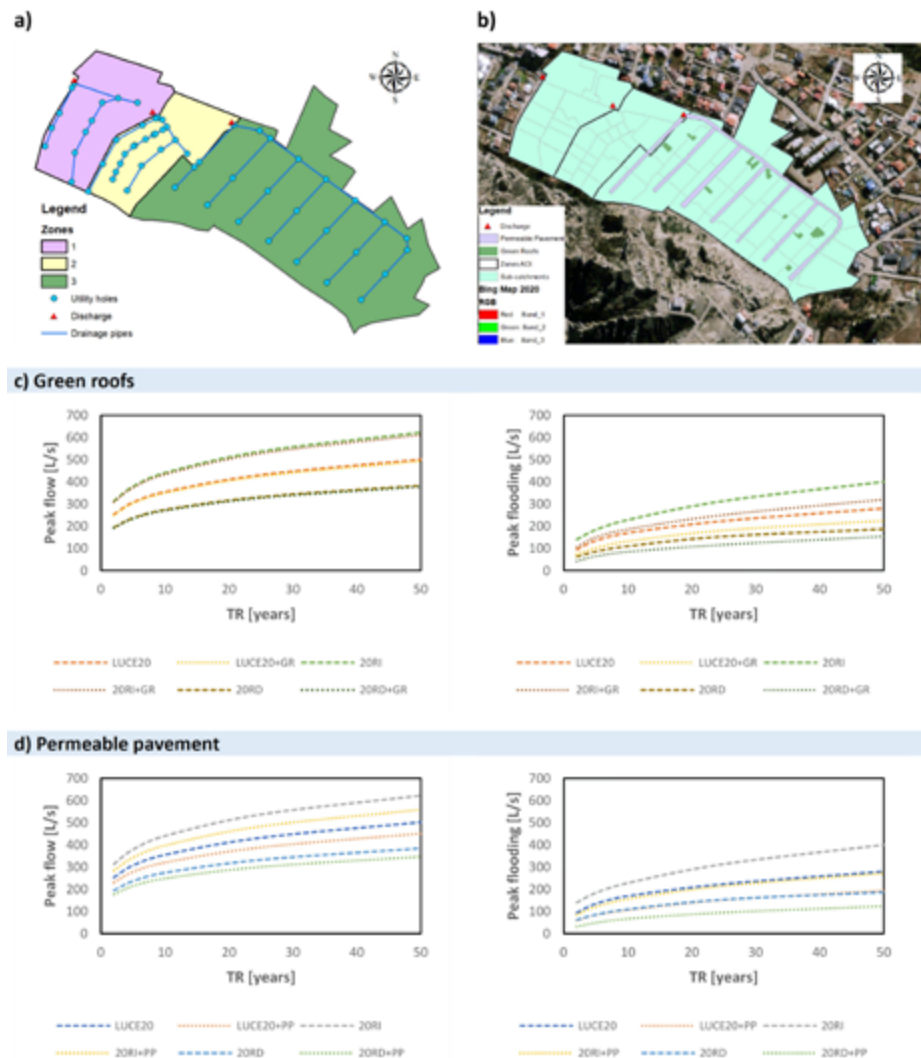 a)
b)
N
W E
S
Legend
Zones
1
2
3
Utility holes
Discharge
Drainage pipes
Legend
Discharge
Permeable Pavement
Green Roofs
Sub catchments
Bing Map 2020
RGB
Red Band_1
Green Band_2
Blue Band_3
c) Green roofs
Peak flow [L/s]
700
600
500
400
300
200
100
0
0 10 20 30 40 50
TR [years]
LUCE20 LUCE20+GR 20RI
20RI+GR 20RD 20RD+GR
Peak flooding [L/s]
700
600
500
400
300
200
100
0
0 10 20 30 40 50
TR [years]
LUCE20 LUCE20+GR 20RI
20RI+GR 20RD 20RD+GR
d) Permeable pavement
Peak flow [L/s]
700
600
500
400
300
200
100
0
0 10 20 30 40 50
TR [years]
LUCE20 LUCE20+PP 20RI
20RI+PP 20RD 20RD+PP
Peak flooding [L/s]
700
600
500
400
300
200
100
0
0 10 20 30 40 50
TR [years]
LUCE20 LUCE20+PP 20RI
20RI+PP 20RD 20RD+PP